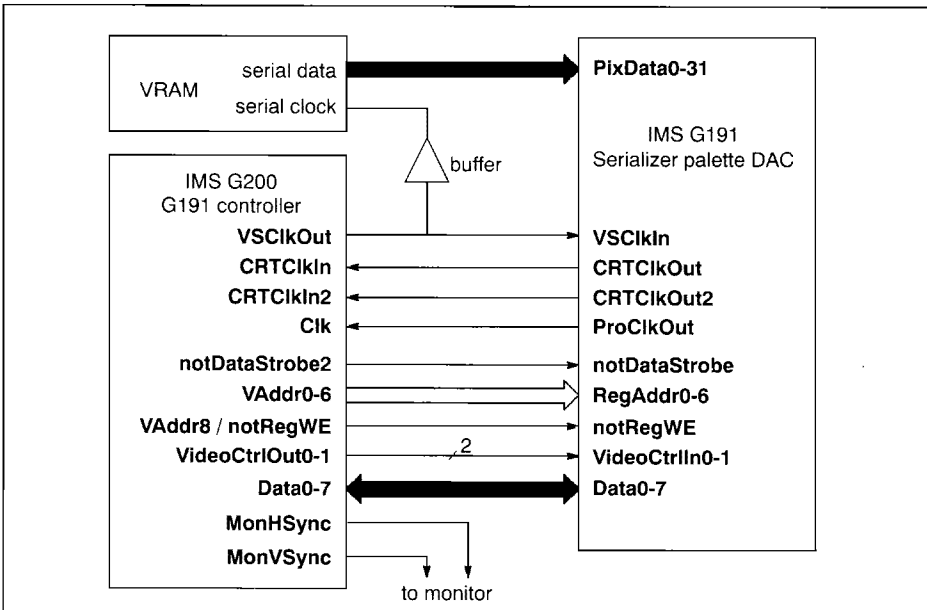 VRAM
serial data
serial clock
buffer
IMS G200
G191 controller
VSClkOut
CRTClkIn
CRTClkIn2
Clk
notDataStrobe2
VAddr0-6
VAddr8 / notRegWE
VideoCtrlOut0-1
Data0-7
MonHSync
MonVSync
2
to monitor
PixData0-31
IMS G191
Serializer palette DAC
VSClkIn
CRTClkOut
CRTClkOut2
ProClkOut
notDataStrobe
RegAddr0-6
notRegWE
VideoCtrlIn0-1
Data0-7